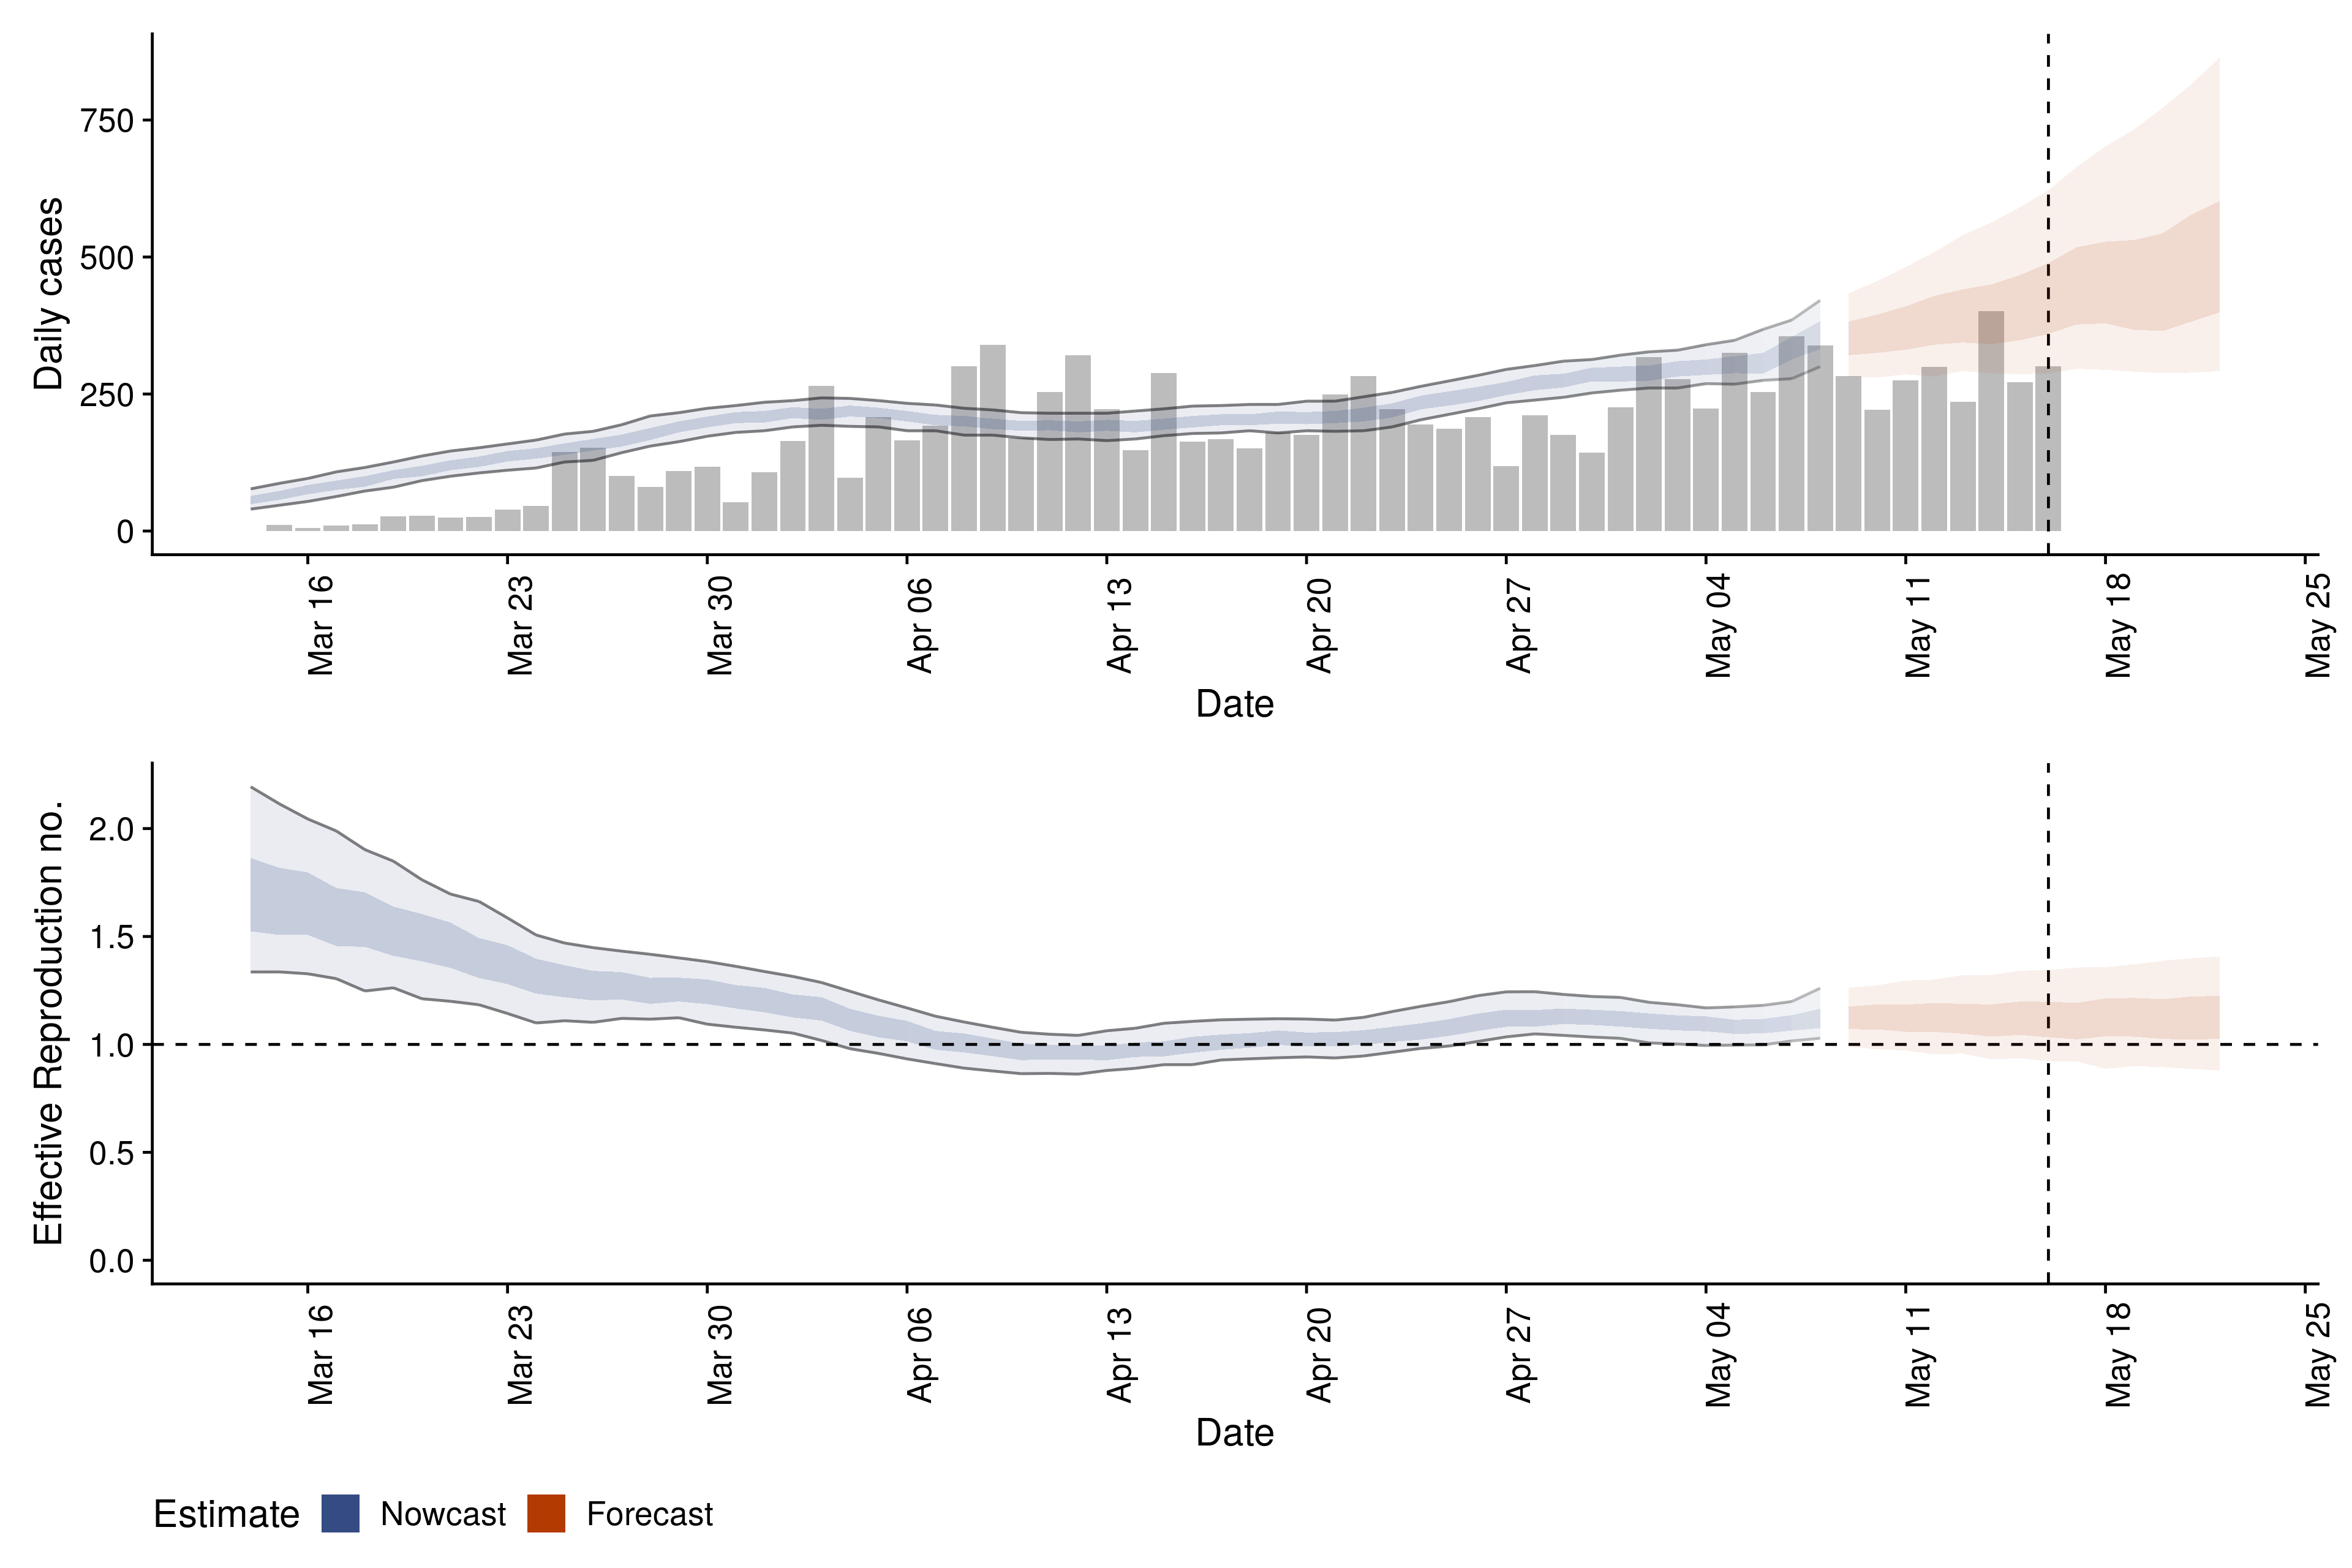 Daily cases
750
500
250
0
Mar 16
Mar 23
Mar 30
Apr 06
Apr 13
Apr 20
Apr 27
May 04
May 11
May 18
May 25
Date
Effective Reproduction no.
2.0
1.5
1.0
0.5
0.0
Mar 16
Mar 23
Mar 30
Apr 06
Apr 13
Apr 20
Apr 27
May 04
May 11
May 18
May 25
Date
Estimate Nowcast Forecast